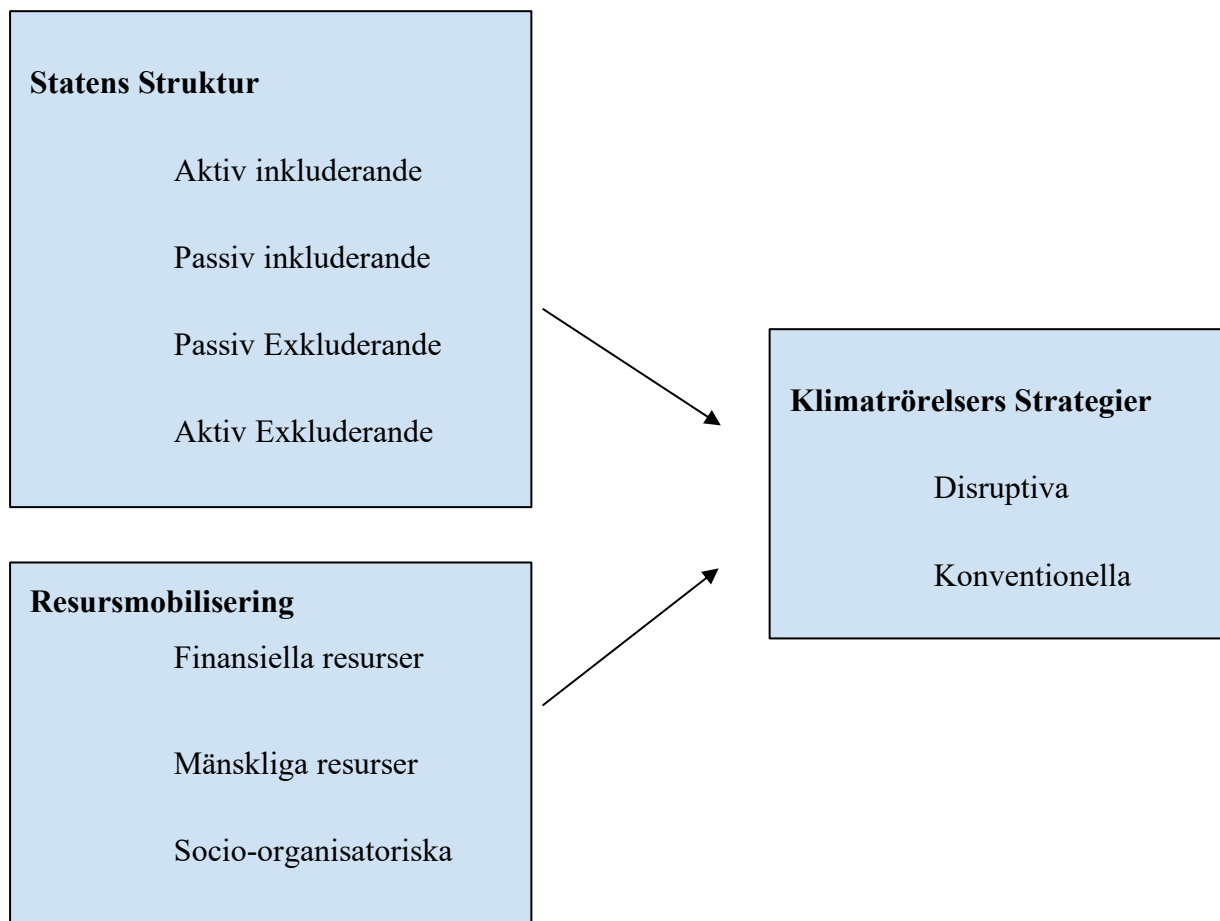 Statens Struktur
Aktiv inkluderande
Passiv inkluderande
Passiv Exkluderande
Aktiv Exkluderande
Resursmobilisering
Finansiella resurser
Mänskliga resurser
Socio-organisatoriska
Klimatrörelsers Strategier
Disruptiva
Konventionella